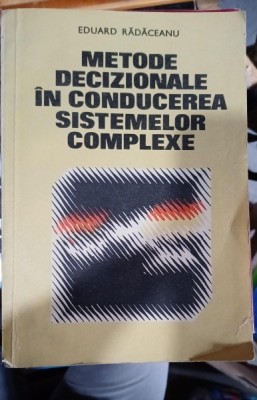 EDUARD RĂDĂCEANU
METODE
DECIZIONALE
ÎN CONDUCEREA
SISTEMELOR
COMPLEXE